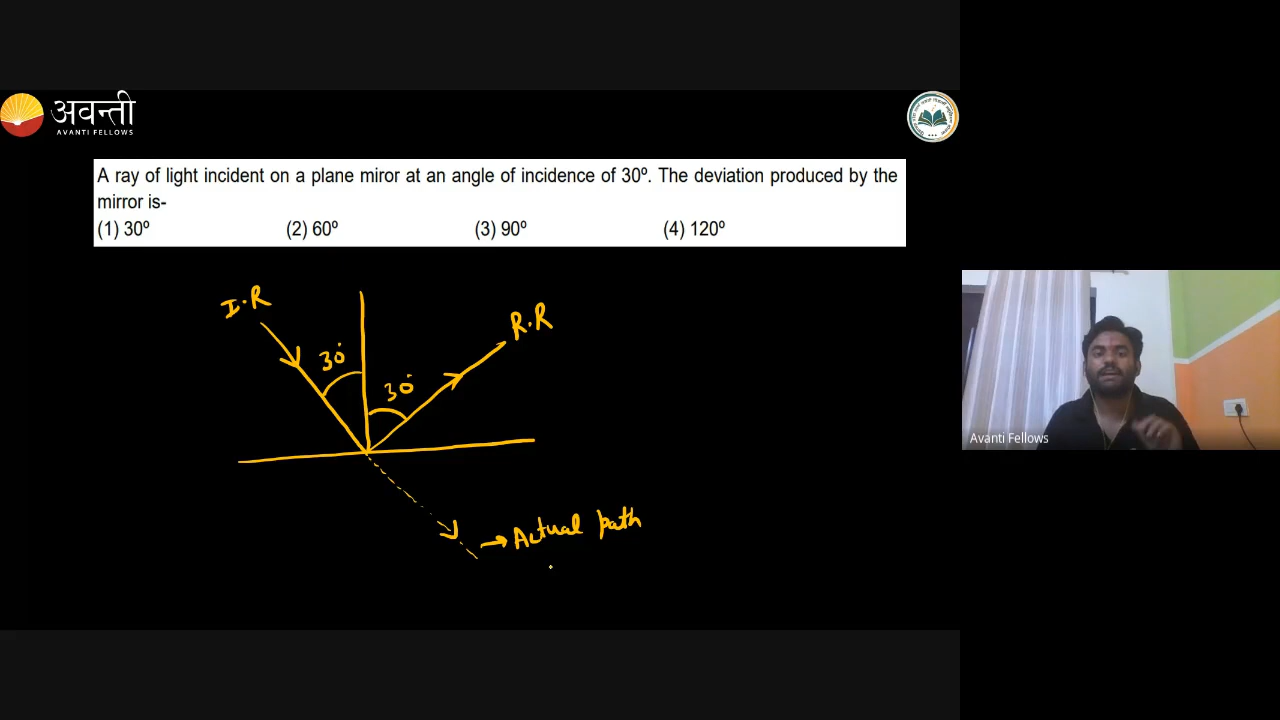 अवन्ती
AVANTI FELLOWS
A ray of light incident on a plane miror at an angle of incidence of 30º. The deviation produced by the
mirror is-
(1) 30º (2) 60º (3) 90º (4) 120º
I.R
R.R
30°
30°
→ Actual path
Avanti Fellows